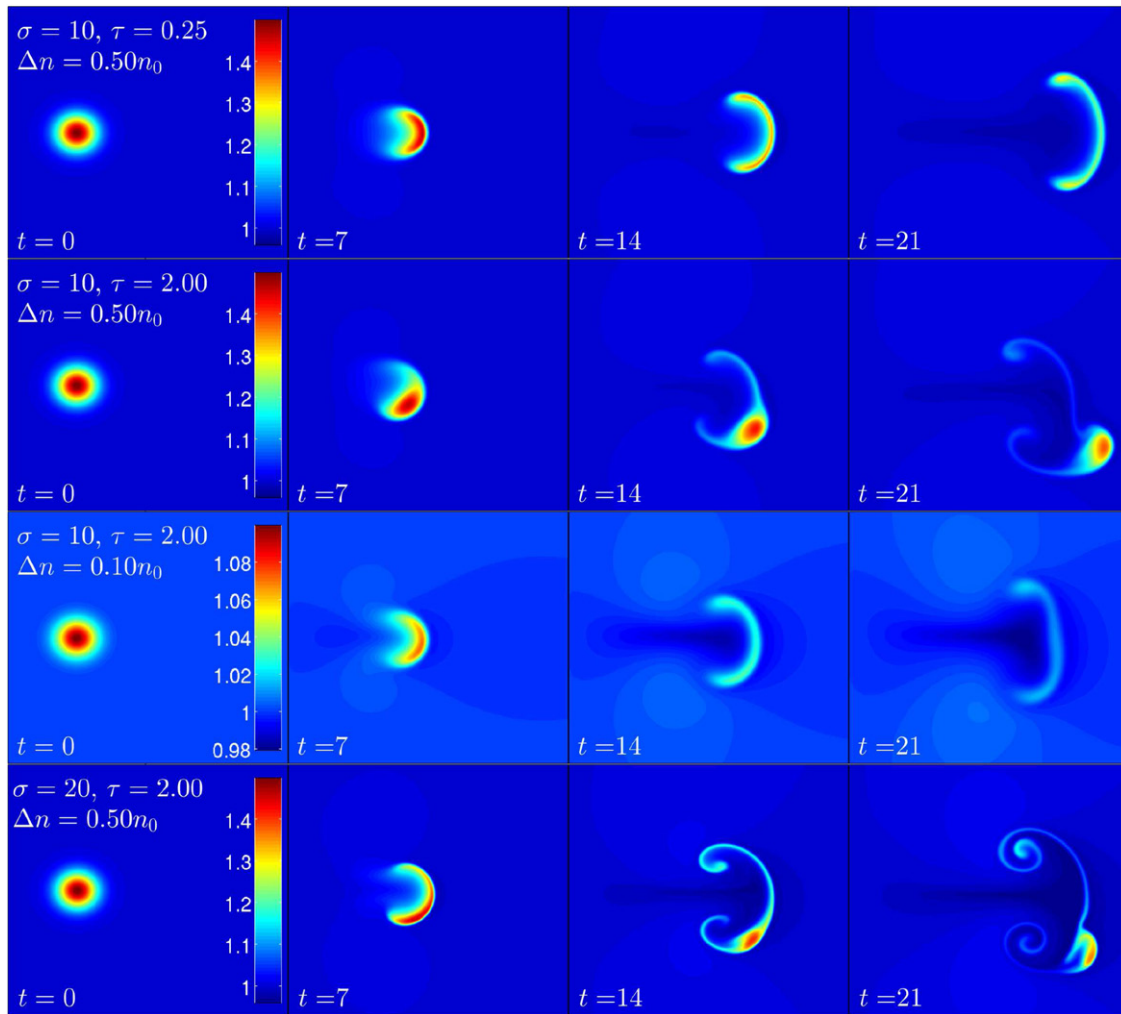 σ = 10, τ = 0.25
Δn = 0.50n₀
1.4
1.3
1.2
1.1
1
t = 0
t =7
t =14
t =21
σ = 10, τ = 2.00
Δn = 0.50n₀
1.4
1.3
1.2
1.1
1
t = 0
t =7
t =14
t =21
σ = 10, τ = 2.00
Δn = 0.10n₀
1.08
1.06
1.04
1.02
1
0.98
t = 0
t =7
t =14
t =21
σ = 20, τ = 2.00
Δn = 0.50n₀
1.4
1.3
1.2
1.1
1
t = 0
t =7
t =14
t =21